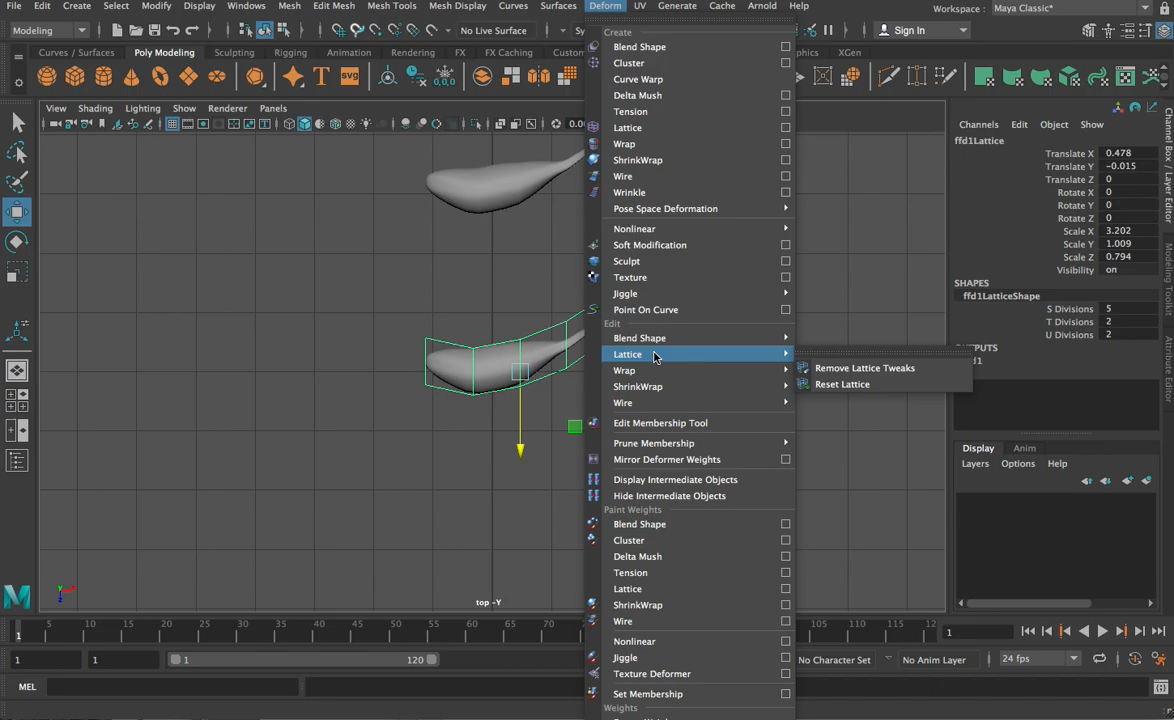 File Edit Create Select Modify Display Windows Mesh Edit Mesh Mesh Tools Mesh Display Curves Surfaces Deform UV Generate Cache Arnold Help
Workspace : Maya Classic*
Modeling
No Live Surface
Sign In
Curves / Surfaces Poly Modeling Sculpting Rigging Animation Rendering FX FX Caching
XGen
View Shading Lighting Show Renderer Panels
Create
Blend Shape
Cluster
Curve Warp
Delta Mush
Tension
Lattice
Wrap
ShrinkWrap
Wire
Wrinkle
Pose Space Deformation
Nonlinear
Soft Modification
Sculpt
Texture
Jiggle
Point On Curve
Edit
Blend Shape
Lattice
Remove Lattice Tweaks
Reset Lattice
Wrap
ShrinkWrap
Wire
Edit Membership Tool
Prune Membership
Mirror Deformer Weights
Display Intermediate Objects
Hide Intermediate Objects
Paint Weights
Blend Shape
Cluster
Delta Mush
Tension
Lattice
ShrinkWrap
Wire
Nonlinear
Jiggle
Texture Deformer
Set Membership
Weights
Channels Edit Object Show
ffd1Lattice
Translate X 0.478
Translate Y -0.015
Translate Z 0
Rotate X 0
Rotate Y 0
Rotate Z 0
Scale X 3.202
Scale Y 1.009
Scale Z 0.794
Visibility on
SHAPES
ffd1LatticeShape
S Divisions 5
T Divisions 2
U Divisions 2
Channel Box / Layer Editor
Modeling Toolkit
Attribute Editor
Display Anim
Layers Options Help
top -Y
5 10 15 20 25 30 35 40 45 50 55 60 65 70
105 110 115 12
1
1
1 1 1 120
No Character Set No Anim Layer 24 fps
MEL